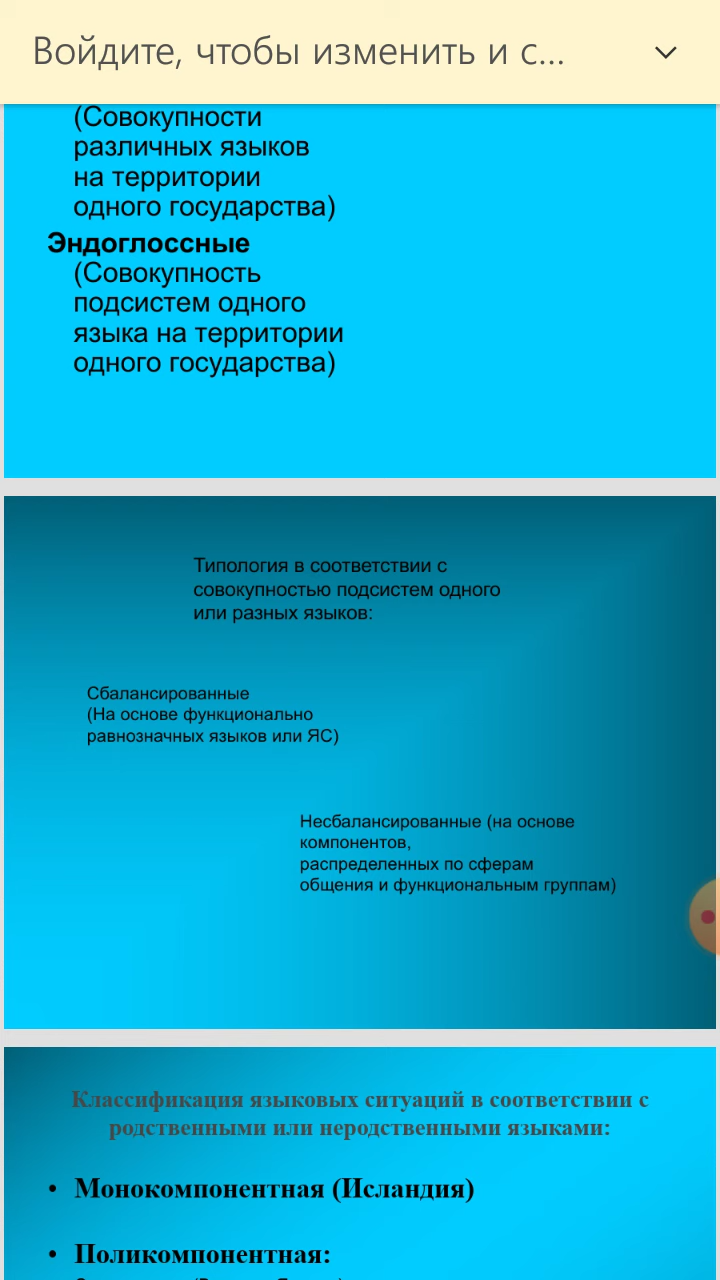 Войдите, чтобы изменить и с...
(Совокупности
различных языков
на территории
одного государства)
Эндоглоссные
(Совокупность
подсистем одного
языка на территории
одного государства)
Типология в соответствии с
совокупностью подсистем одного
или разных языков:
Сбалансированные
(На основе функционально
равнозначных языков или ЯС)
Несбалансированные (на основе
компонентов,
распределенных по сферам
общения и функциональным группам)
Классификация языковых ситуаций в соответствии с
родственными или неродственными языками:
• Монокомпонентная (Исландия)
• Поликомпонентная: